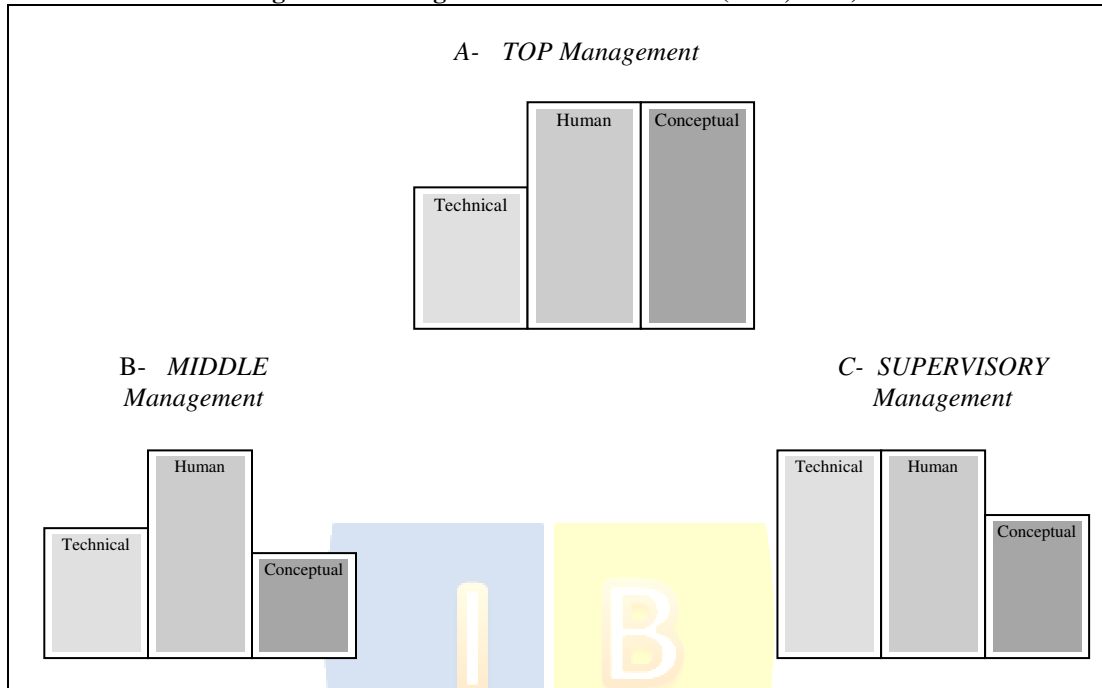 A- TOP Management
Human Conceptual
Technical
B- MIDDLE
Management
C- SUPERVISORY
Management
Human
Technical
Conceptual
Technical Human
Conceptual
I B